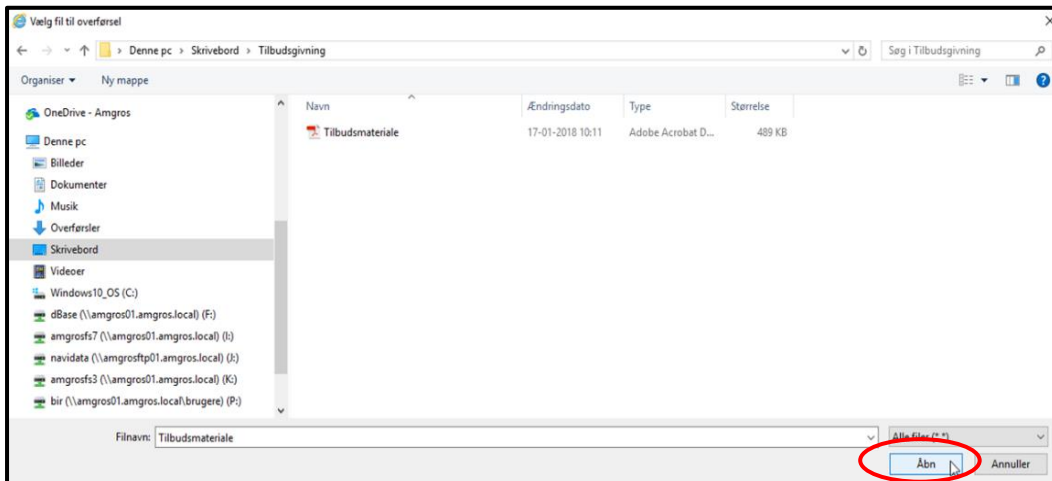 Vælg fil til overførsel
Denne pc > Skrivebord > Tilbudsgivning
Søg i Tilbudsgivning
Organiser
Ny mappe
OneDrive - Amgros
Denne pc
Billeder
Dokumenter
Musik
Overførsler
Skrivebord
Videoer
Windows10_OS (C:)
dBase (\\amgros01.amgros.local) (F:)
amgrosfs7 (\\amgros01.amgros.local) (I:)
navidata (\\amgrosftp01.amgros.local) (J:)
amgrosfs3 (\\amgros01.amgros.local) (K:)
bir (\\amgros01.amgros.local\brugere) (P:)
Navn Ændringsdato Type Størrelse
Tilbudsmateriale 17-01-2018 10:11 Adobe Acrobat D... 489 KB
Filnavn: Tilbudsmateriale
Alle filer (*.*)
Åbn Annuller